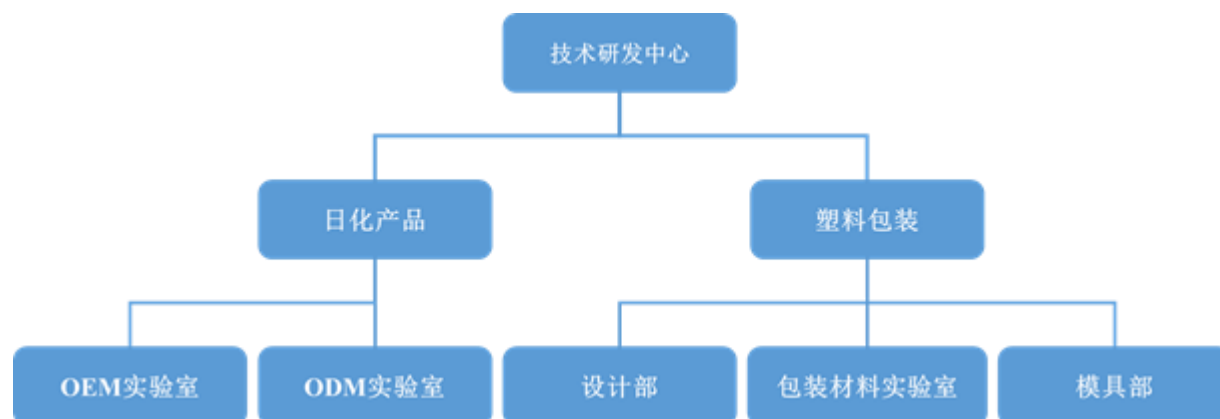 技术研发中心
日化产品
塑料包装
OEM实验室
ODM实验室
设计部
包装材料实验室
模具部